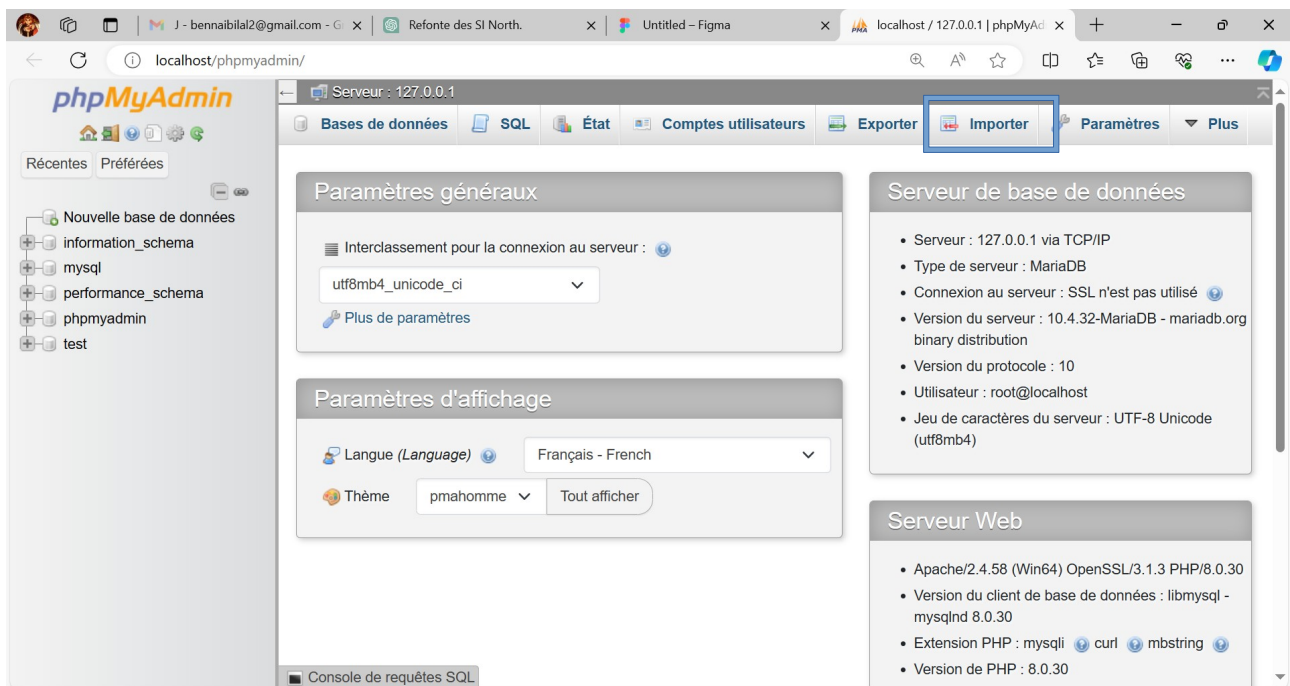 J - bennaibilal2@gmail.com - G
Refonte des SI North.
Untitled – Figma
localhost / 127.0.0.1 | phpMyAd
localhost/phpmyadmin/
phpMyAdmin
Récentes Préférées
Nouvelle base de données
information_schema
mysql
performance_schema
phpmyadmin
test
Serveur : 127.0.0.1
Bases de données SQL État Comptes utilisateurs Exporter Importer Paramètres Plus
Paramètres généraux
Interclassement pour la connexion au serveur :
utf8mb4_unicode_ci
Plus de paramètres
Paramètres d'affichage
Langue (Language) Français - French
Thème pmahomme Tout afficher
Serveur de base de données
Serveur : 127.0.0.1 via TCP/IP
Type de serveur : MariaDB
Connexion au serveur : SSL n'est pas utilisé
Version du serveur : 10.4.32-MariaDB - mariadb.org
binary distribution
Version du protocole : 10
Utilisateur : root@localhost
Jeu de caractères du serveur : UTF-8 Unicode
(utf8mb4)
Serveur Web
Apache/2.4.58 (Win64) OpenSSL/3.1.3 PHP/8.0.30
Version du client de base de données : libmysql -
mysqlnd 8.0.30
Extension PHP : mysqli curl mbstring
Version de PHP : 8.0.30
Console de requêtes SQL